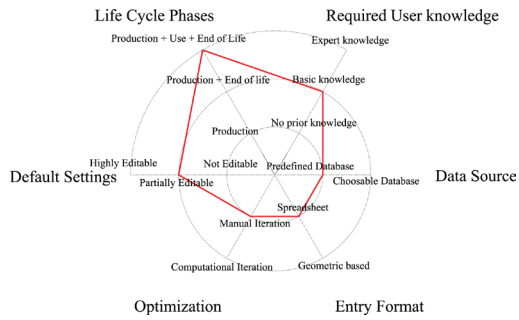 Life Cycle Phases
Required User knowledge
Production + Use + End of Life
Expert knowledge
Production + End of life
Basic knowledge
Production
No prior knowledge
Highly Editable
Not Editable
Predefined Database
Default Settings
Partially Editable
Choosable Database
Data Source
Spreadsheet
Manual Iteration
Computational Iteration
Geometric based
Optimization
Entry Format